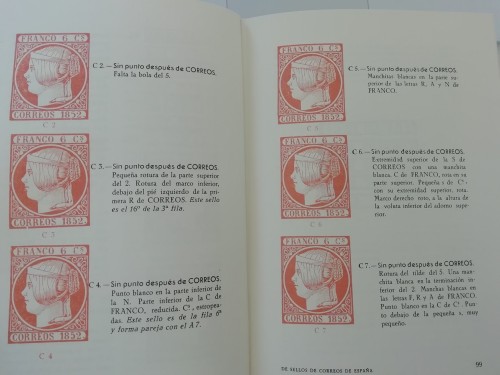 FRANCO 6 Cs
CORREOS 1852
C 2
C 2.—Sin punto después de CORREOS.
Falta la bola del 5.
CORREOS 1852
C 3
C 3.—Sin punto después de CORREOS.
Pequeña rotura de la parte superior
del 2. Rotura del marco inferior,
debajo del pié izquierdo de la pri-
mera R de CORREOS. Este sello
es el 16º de la 3ª fila.
FRANCO 6 Cs
CORREOS 1852
C 4
C 4.—Sin punto después de CORREOS.
Punto blanco en la parte inferior de
la N. Parte inferior de la C de
FRANCO, reducida. Cs, estropea-
das. Este sello es de la fila 6ª
y forma pareja con el A7.
FRANCO 6 Cs
CORREOS 1852
C 5
C 5.—Sin punto después de CORREOS.
Manchitas blancas en la parte su-
perior de las letras R, A y N de
FRANCO.
FRANCO 6 Cs
CORREOS 1852
C 6
C 6.—Sin punto después de CORREOS.
Extremidad superior de la S de
CORREOS con una manchita
blanca. C de FRANCO, rota en su
parte superior. Pequeña s de Cs
con su extremidad superior, rota.
Marco derecho roto, a la altura de
la voluta inferior del adorno supe-
rior.
FRANCO 6 Cs
CORREOS 1852
C 7
C 7.—Sin punto después de CORREOS.
Rotura del tilde del 5. Una man-
chita blanca en la terminación in-
ferior del 2. Manchas blancas en
las letras F, R y A de FRANCO.
Punto blanco en la C de Cs. Pun-
to debajo de la pequeña s, muy
pequeño.
DE SELLOS DE CORREOS DE ESPAÑA
99